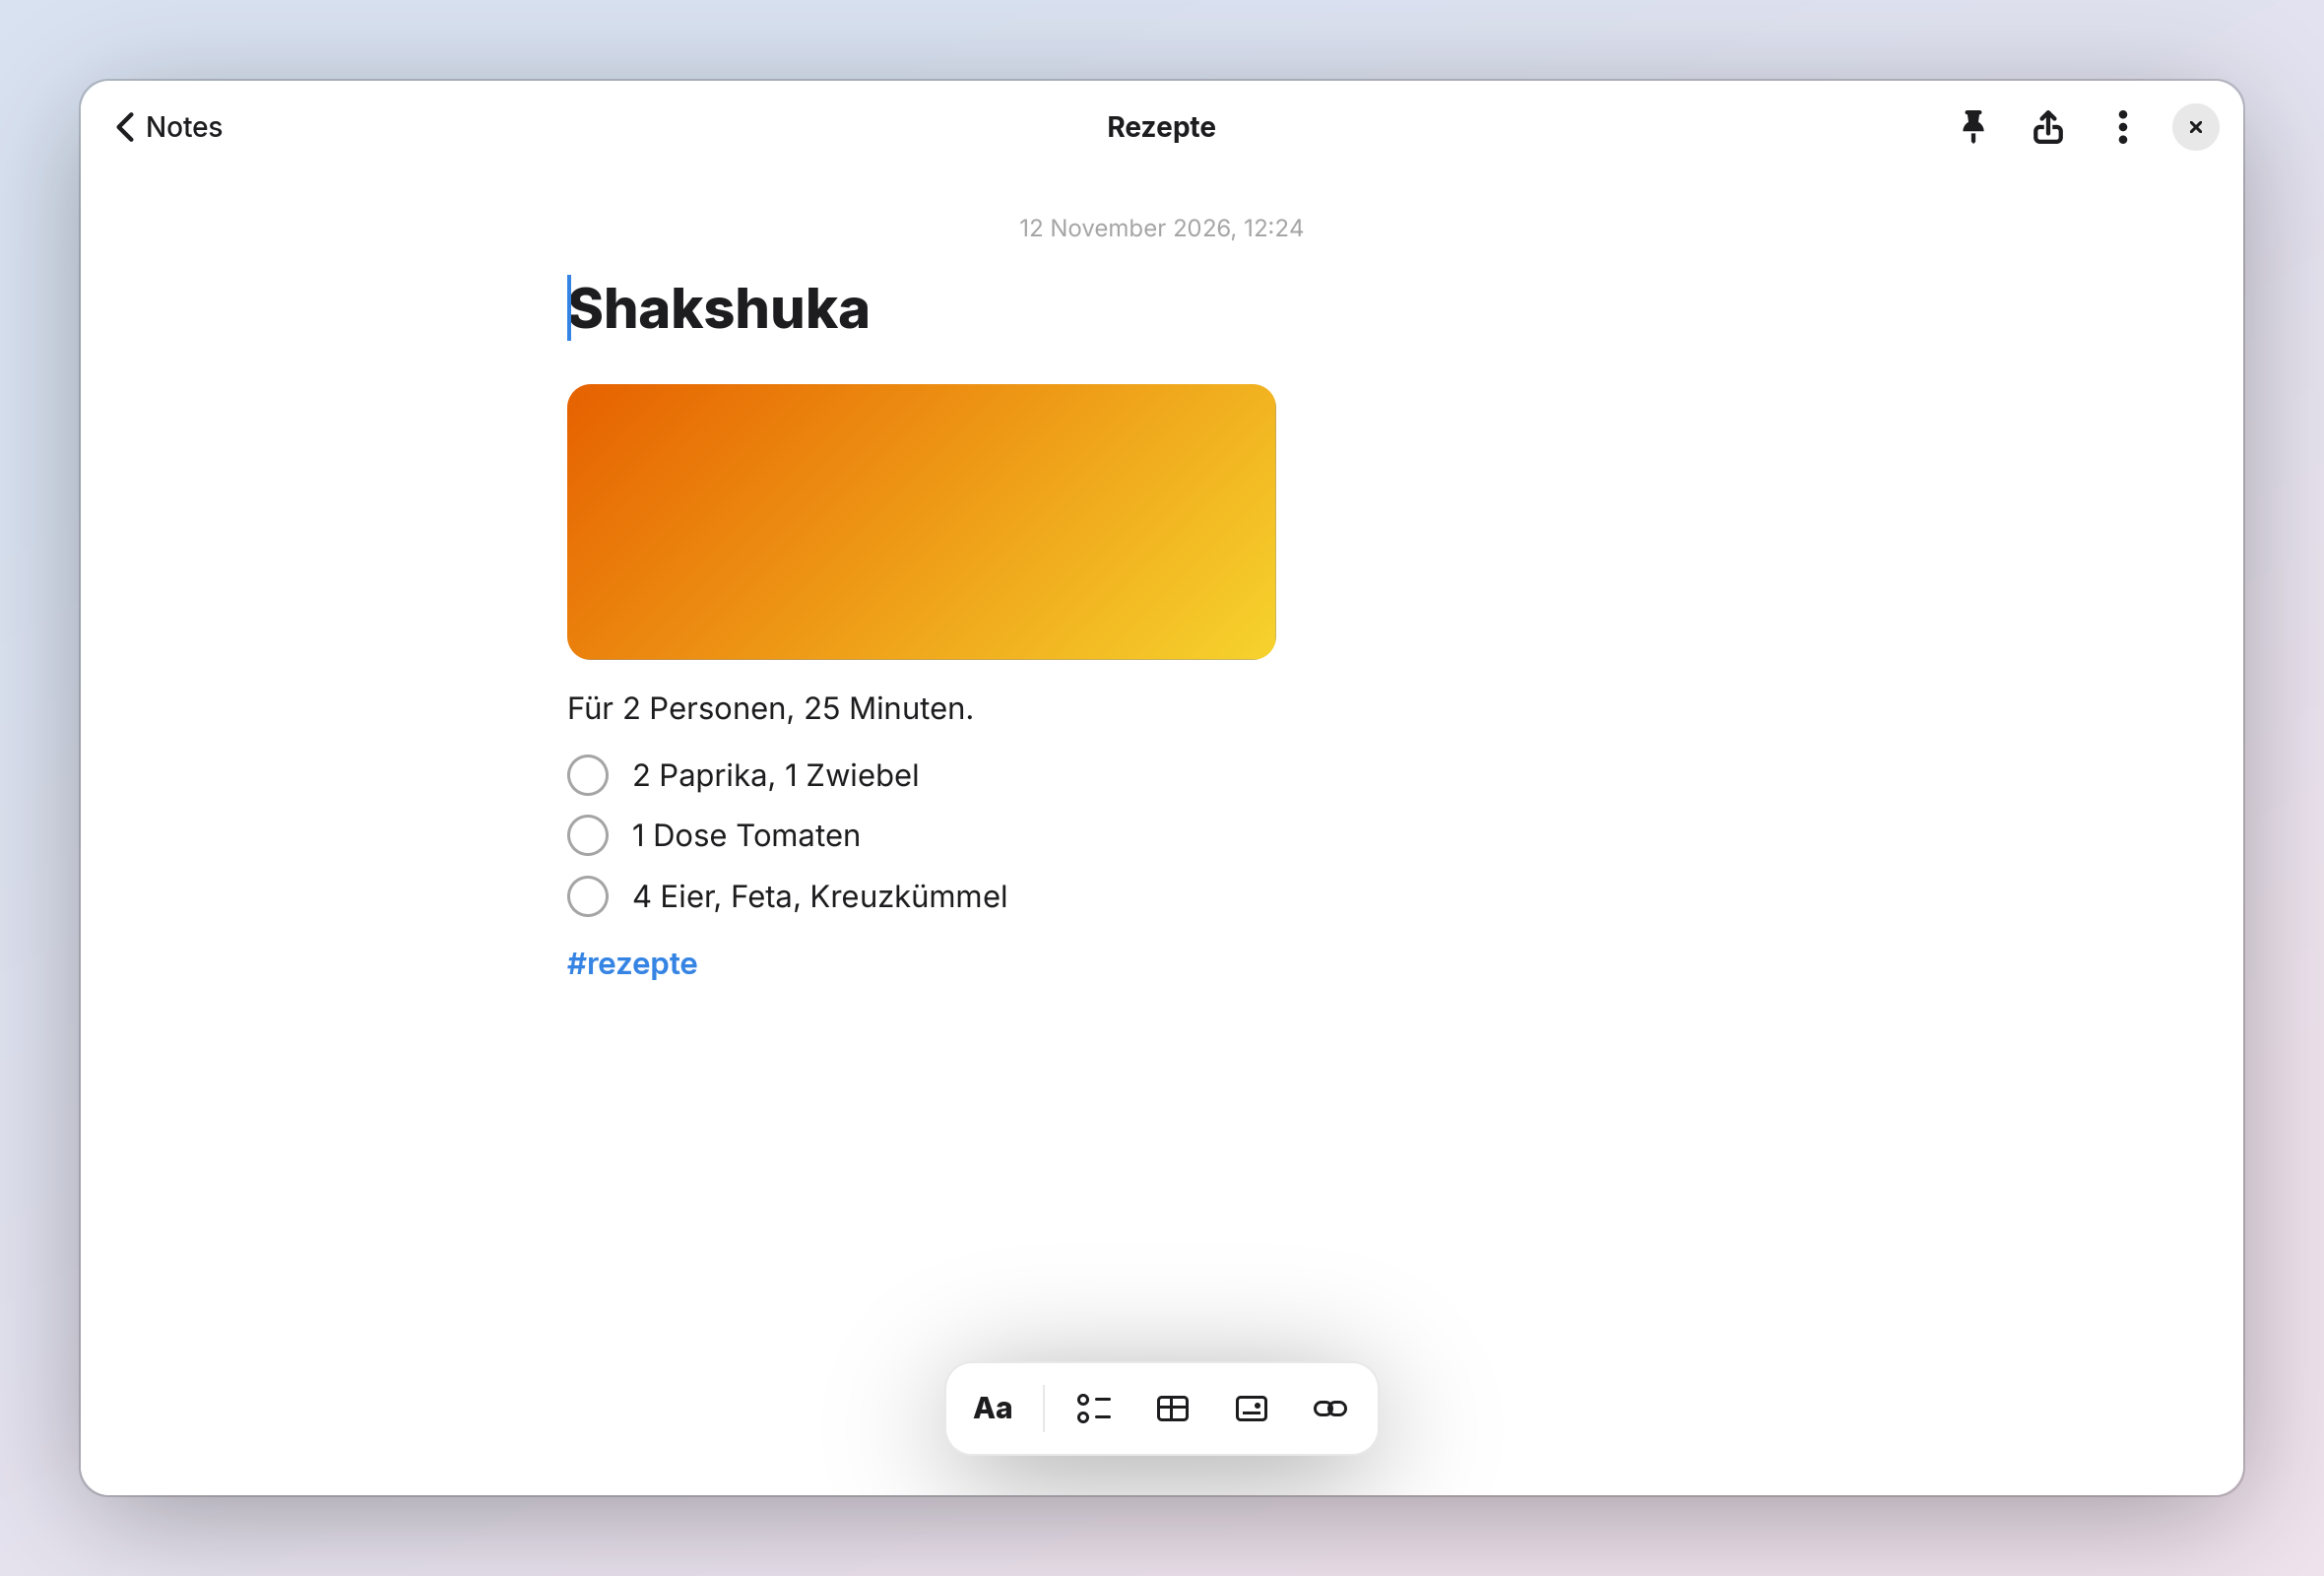 Notes
Rezepte
12 November 2026, 12:24
Shakshuka
Für 2 Personen, 25 Minuten.
2 Paprika, 1 Zwiebel
1 Dose Tomaten
4 Eier, Feta, Kreuzkümmel
#rezepte
Aa